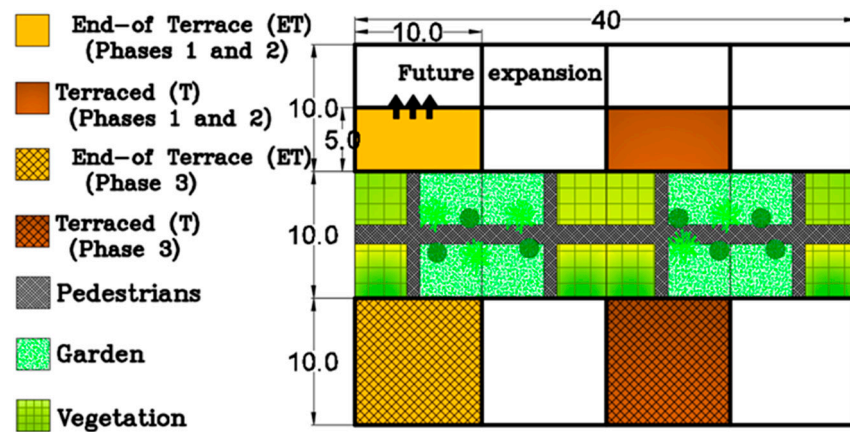 End-of Terrace (ET)
(Phases 1 and 2)
Terraced (T)
(Phases 1 and 2)
End-of Terrace (ET)
(Phase 3)
Terraced (T)
(Phase 3)
Pedestrians
Garden
Vegetation
40
10.0
Future expansion
10.0
5.0
10.0
10.0